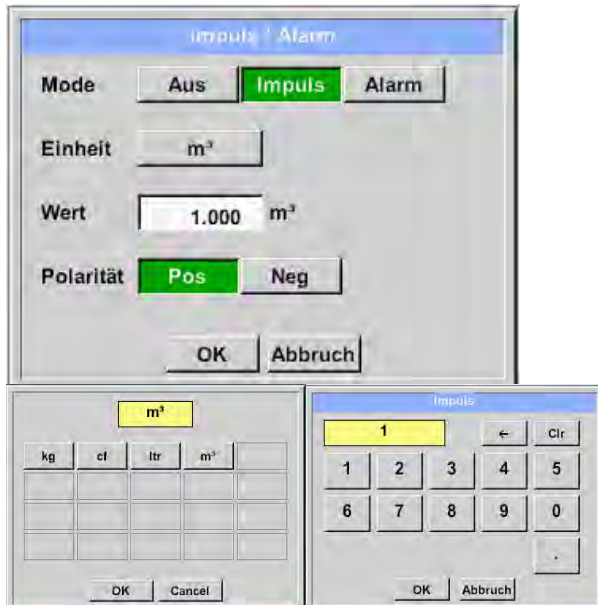 Impuls / Alarm
Mode Aus Impuls Alarm
Einheit m³
Wert 1.000 m³
Polarität Pos Neg
OK Abbruch
m³
kg cf ltr m³
OK Cancel
Impuls
1 ← Clr
1 2 3 4 5
6 7 8 9 0
.
OK Abbruch